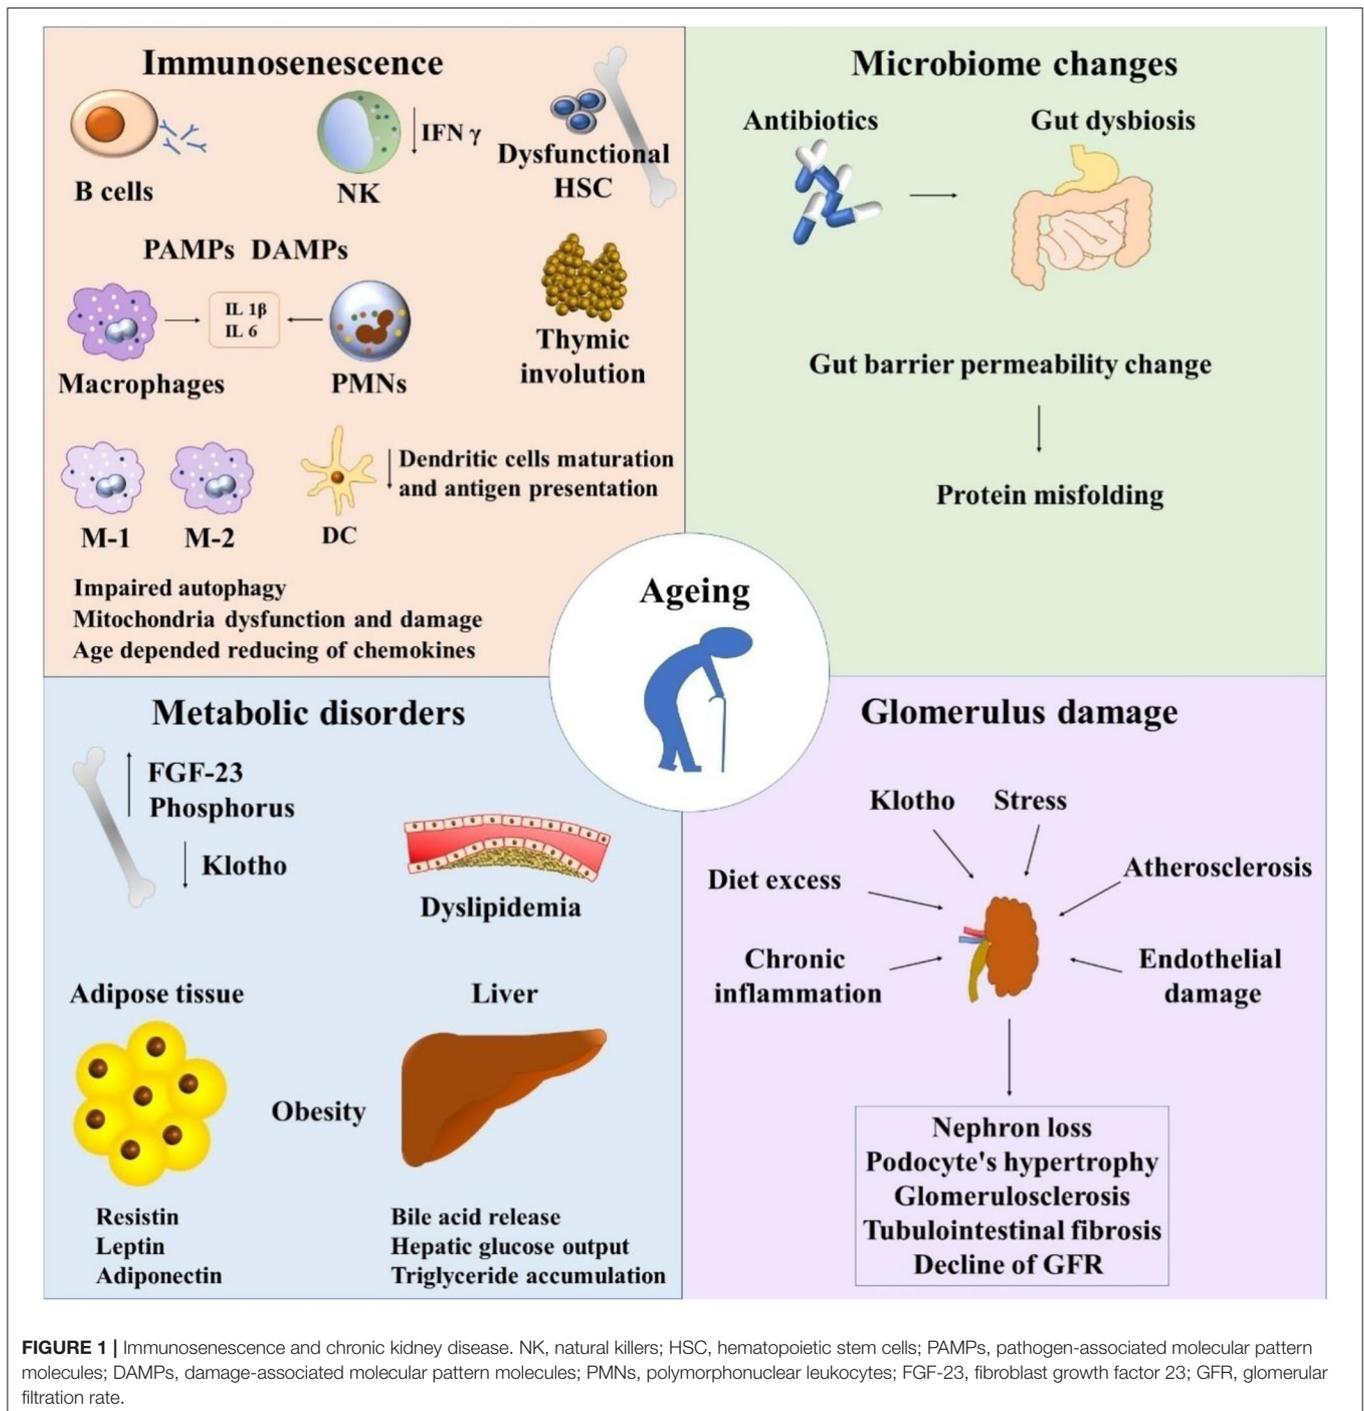 Immunosenescence
B cells
NK
IFN γ
Dysfunctional
HSC
PAMPs DAMPs
Macrophages
IL 1β
IL 6
PMNs
Thymic
involution
M-1
M-2
DC
Dendritic cells maturation
and antigen presentation
Impaired autophagy
Mitochondria dysfunction and damage
Age depended reducing of chemokines
Microbiome changes
Antibiotics
Gut dysbiosis
Gut barrier permeability change
Protein misfolding
Ageing
Metabolic disorders
FGF-23
Phosphorus
Klotho
Dyslipidemia
Adipose tissue
Liver
Obesity
Resistin
Leptin
Adiponectin
Bile acid release
Hepatic glucose output
Triglyceride accumulation
Glomerulus damage
Klotho
Stress
Diet excess
Atherosclerosis
Chronic
inflammation
Endothelial
damage
Nephron loss
Podocyte's hypertrophy
Glomerulosclerosis
Tubulointestinal fibrosis
Decline of GFR
FIGURE 1 | Immunosenescence and chronic kidney disease. NK, natural killers; HSC, hematopoietic stem cells; PAMPs, pathogen-associated molecular pattern
molecules; DAMPs, damage-associated molecular pattern molecules; PMNs, polymorphonuclear leukocytes; FGF-23, fibroblast growth factor 23; GFR, glomerular
filtration rate.